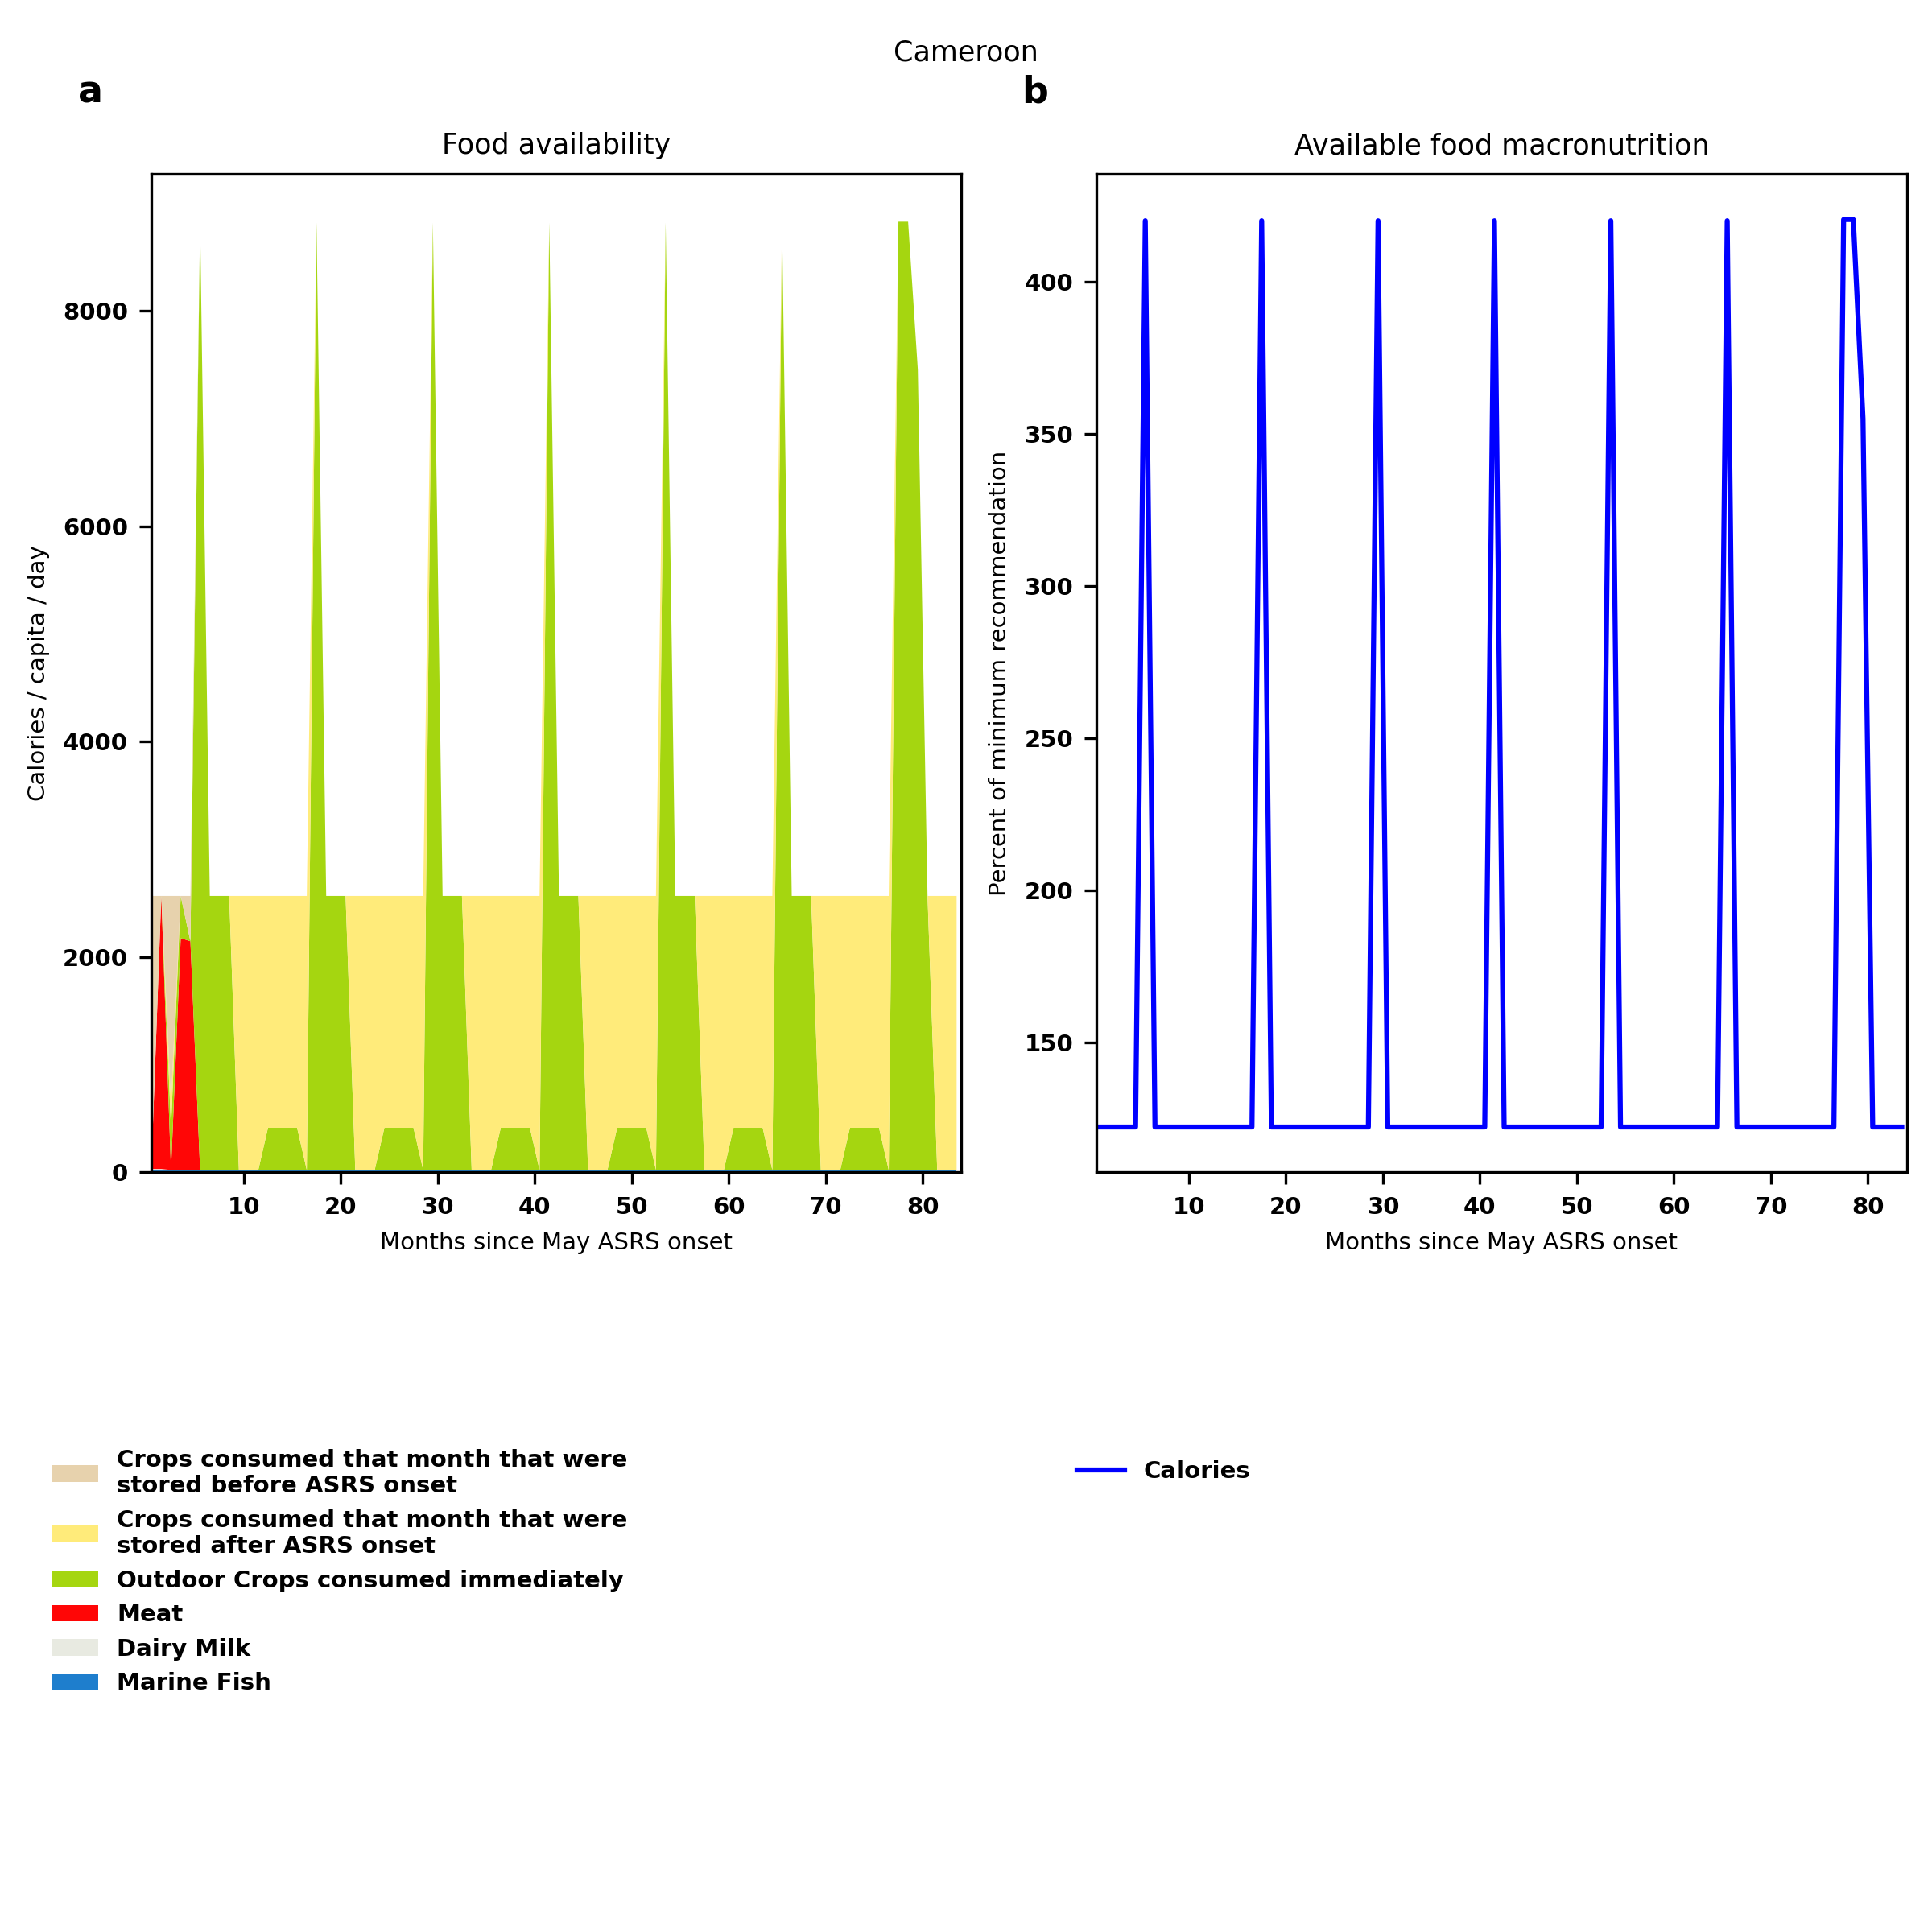 Cameroon
a
b
Food availability
Available food macronutrition
Calories / capita / day
8000
6000
4000
2000
0
10 20 30 40 50 60 70 80
Months since May ASRS onset
Percent of minimum recommendation
400
350
300
250
200
150
10 20 30 40 50 60 70 80
Months since May ASRS onset
Crops consumed that month that were
stored before ASRS onset
Crops consumed that month that were
stored after ASRS onset
Outdoor Crops consumed immediately
Meat
Dairy Milk
Marine Fish
Calories